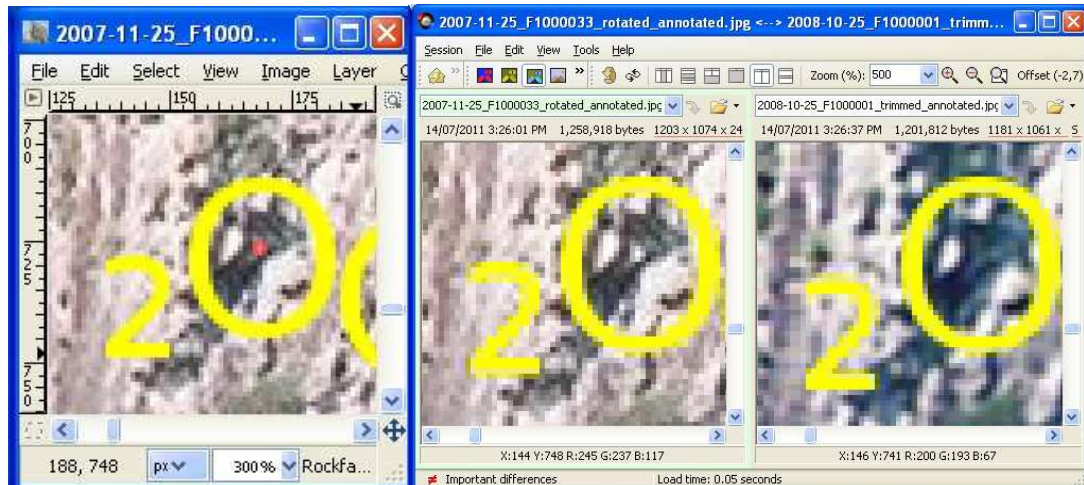 2007-11-25_F1000...
File Edit Select View Image Layer
125 150 175
700
725
750
2
188, 748 px 300% Rockfa...
2007-11-25_F1000033_rotated_annotated.jpg <--> 2008-10-25_F1000001_trimm...
Session File Edit View Tools Help
» » Zoom (%): 500 Offset (-2,7)
2007-11-25_F1000033_rotated_annotated.jpg
14/07/2011 3:26:01 PM 1,258,918 bytes 1203 x 1074 x 24
2
X:144 Y:748 R:245 G:237 B:117
2008-10-25_F1000001_trimmed_annotated.jpg
14/07/2011 3:26:37 PM 1,201,812 bytes 1181 x 1061 x S
2
X:146 Y:741 R:200 G:193 B:67
≠ Important differences Load time: 0.05 seconds